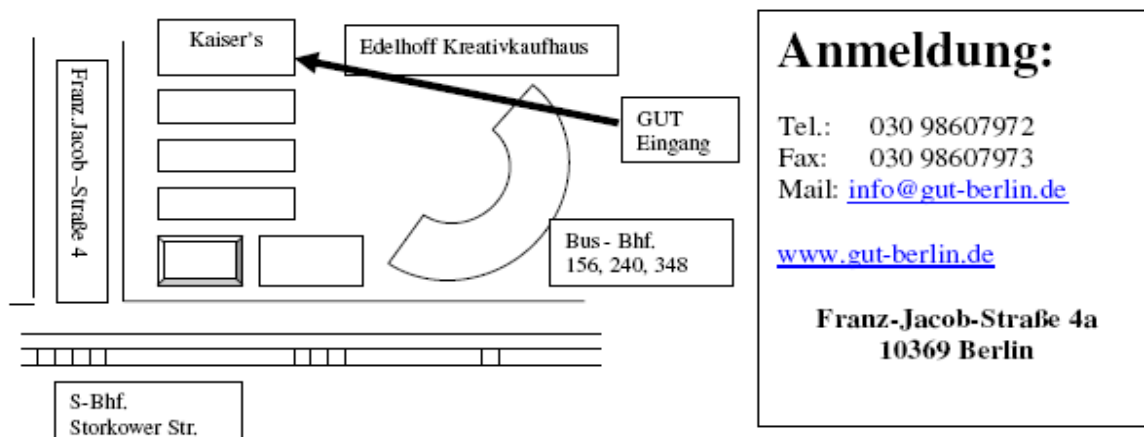 Kaiser's
Edelhoff Kreativkaufhaus
Franz.Jacob –Straße 4
GUT
Eingang
Bus - Bhf.
156, 240, 348
S-Bhf.
Storkower Str.
Anmeldung:
Tel.: 030 98607972
Fax: 030 98607973
Mail: info@gut-berlin.de
www.gut-berlin.de
Franz-Jacob-Straße 4a
10369 Berlin